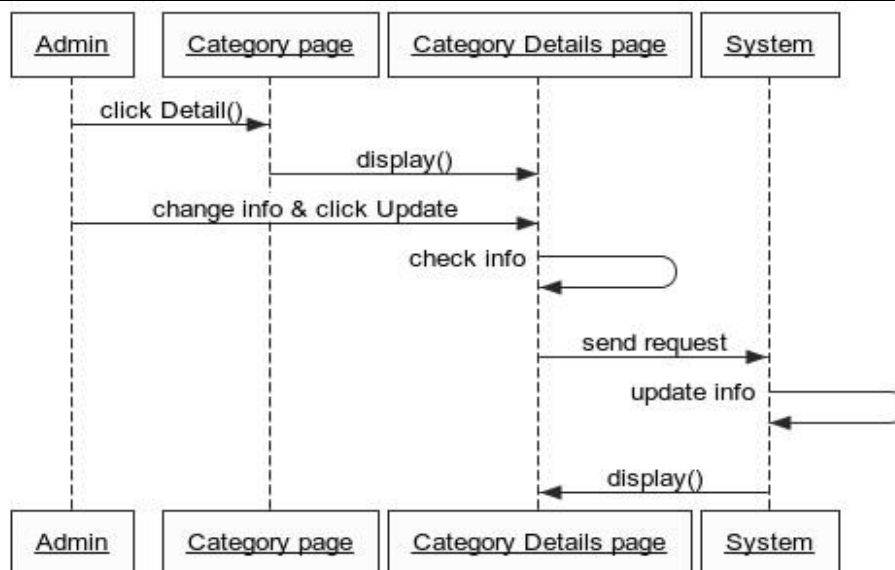 Admin
Category page
Category Details page
System
click Detail()
display()
change info & click Update
check info
send request
update info
display()
Admin
Category page
Category Details page
System